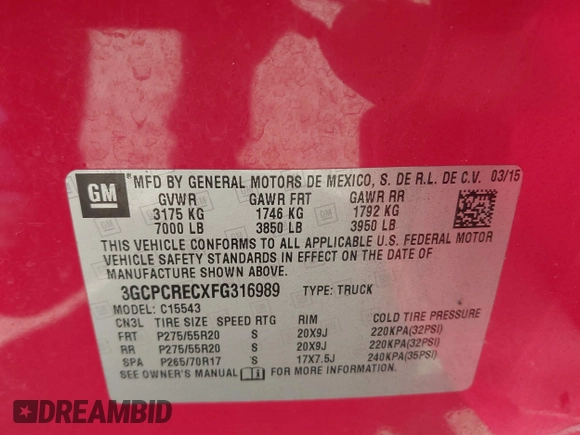 GM
MFD BY GENERAL MOTORS DE MEXICO, S. DE R.L. DE C.V. 03/15
GVWR GAWR FRT GAWR RR
3175 KG 1746 KG 1792 KG
7000 LB 3850 LB 3950 LB
THIS VEHICLE CONFORMS TO ALL APPLICABLE U.S. FEDERAL MOTOR
VEHICLE SAFETY STANDARDS IN EFFECT ON THE DATE OF
MANUFACTURE SHOWN ABOVE.
3GCPCRECXFG316989 TYPE: TRUCK
MODEL: C15543
CN3L TIRE SIZE SPEED RTG RIM COLD TIRE PRESSURE
FRT P275/55R20 S 20X9J 220KPA(32PSI)
RR P275/55R20 S 20X9J 220KPA(32PSI)
SPA P265/70R17 S 17X7.5J 240KPA(35PSI)
SEE OWNER'S MANUAL FOR MORE INFORMATION.
DREAMBID